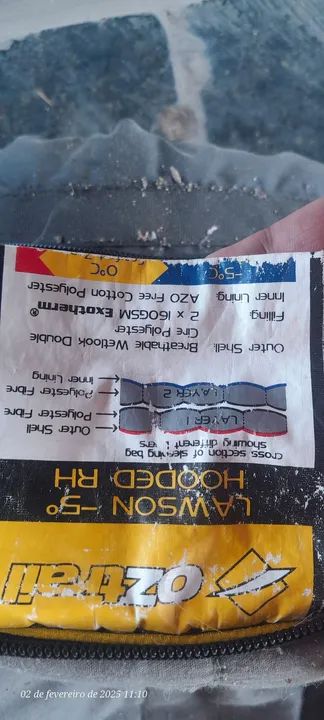 OZtrail
LAWSON -5°
HOODED RH
cross section of sleeping bag
showing different layers
Outer Shell
Polyester Fibre
Polyester Fibre
Inner Lining
LAYER 1
LAYER 2
Outer Shell: Breathable Wetlook Double
Cire Polyester
Filling: 2 x 160GSM Exotherm®
Inner Lining: AZO Free Cotton Polyester
-5°C 0°C
02 de fevereiro de 2025 11:10